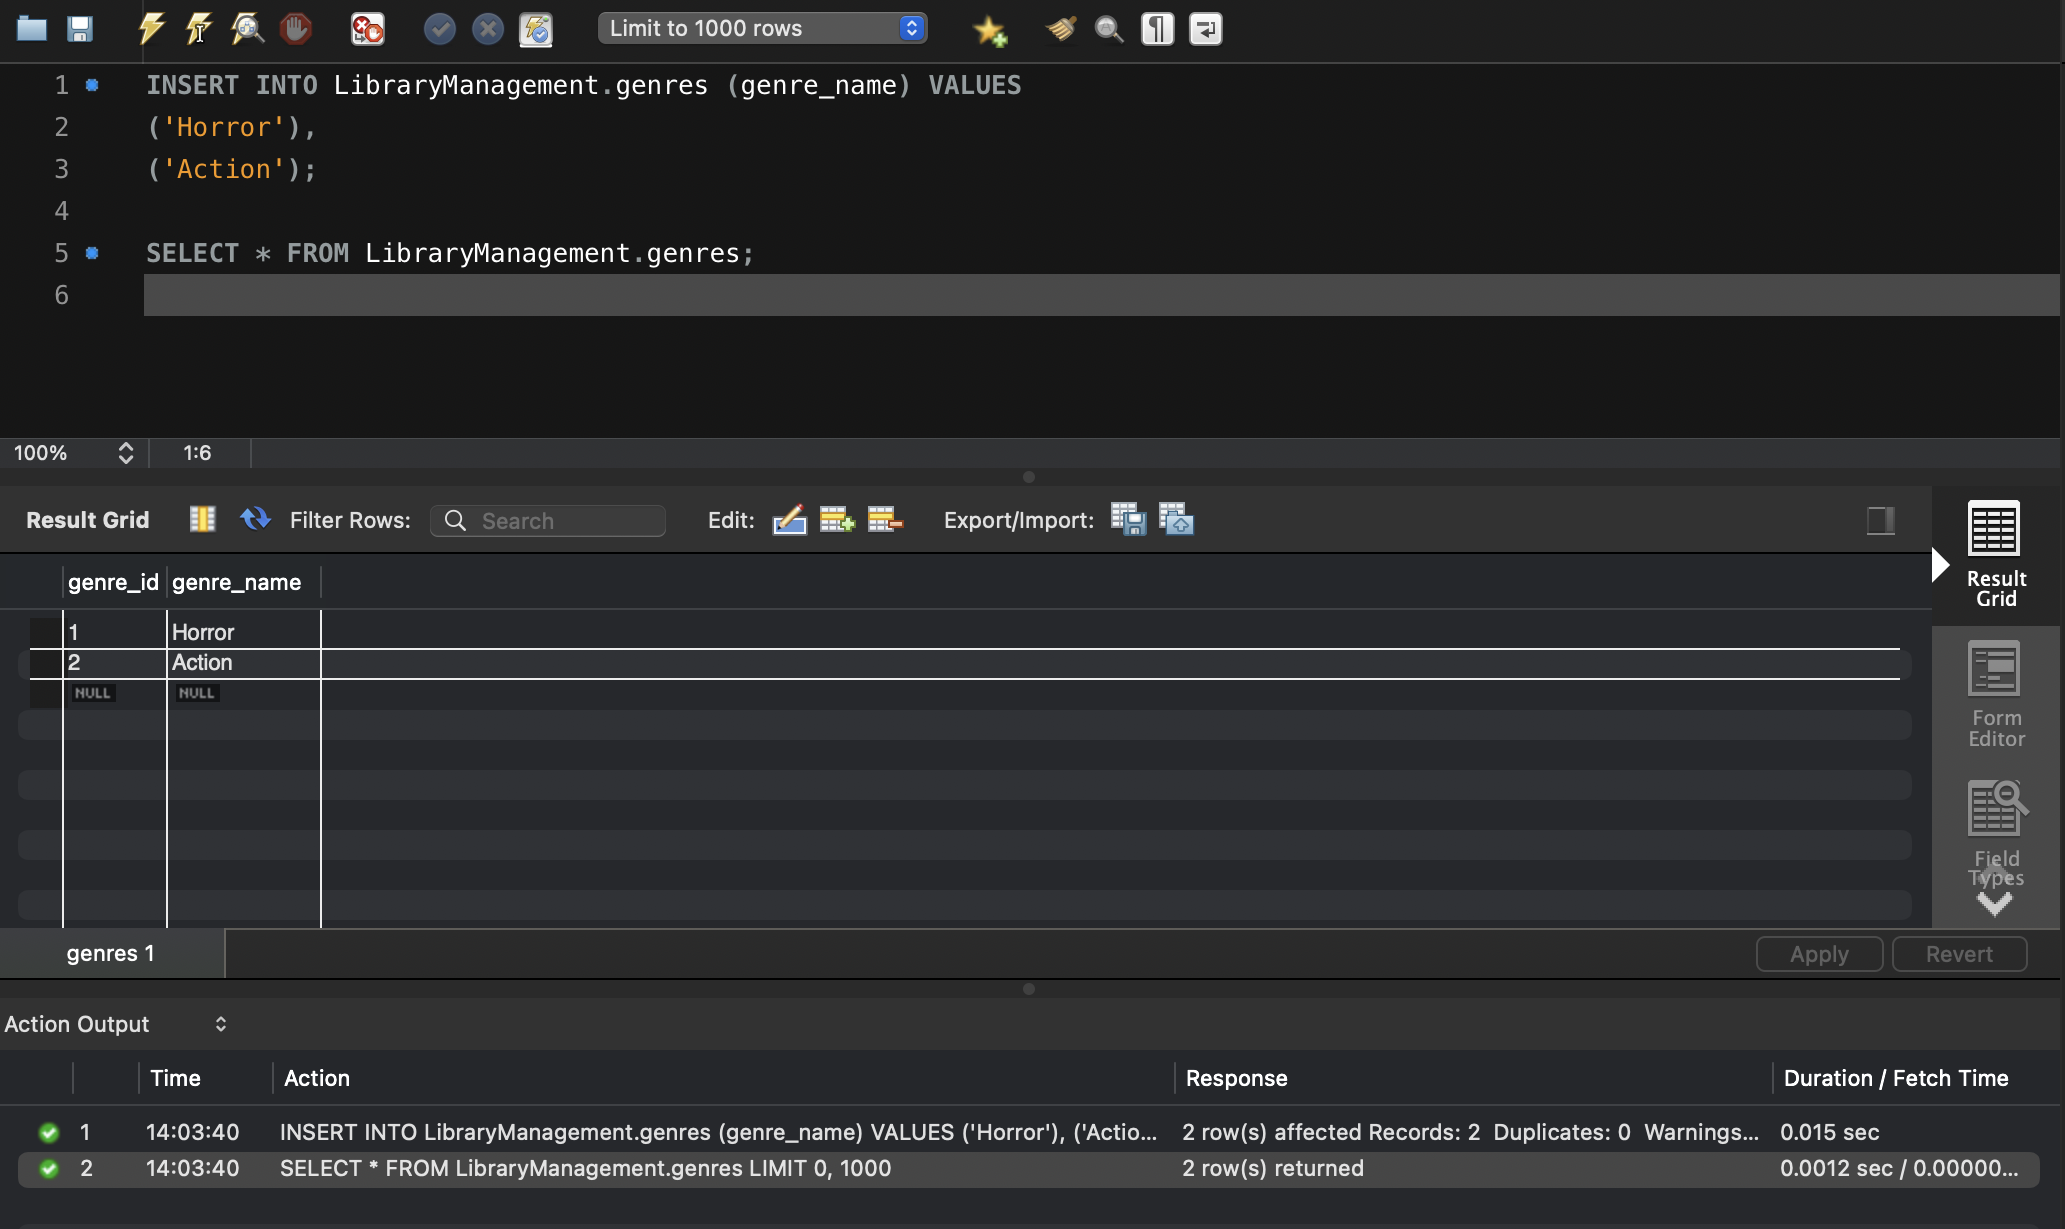 Limit to 1000 rows
1 INSERT INTO LibraryManagement.genres (genre_name) VALUES
2 ('Horror'),
3 ('Action');
4
5 SELECT * FROM LibraryManagement.genres;
6
100% 1:6
Result Grid Filter Rows: Search Edit: Export/Import:
Result
Grid
genre_id genre_name
1 Horror
2 Action
NULL NULL
Form
Editor
Field
Types
genres 1 Apply Revert
Action Output
Time Action Response Duration / Fetch Time
1 14:03:40 INSERT INTO LibraryManagement.genres (genre_name) VALUES ('Horror'), ('Actio... 2 row(s) affected Records: 2 Duplicates: 0 Warnings... 0.015 sec
2 14:03:40 SELECT * FROM LibraryManagement.genres LIMIT 0, 1000 2 row(s) returned 0.0012 sec / 0.00000...